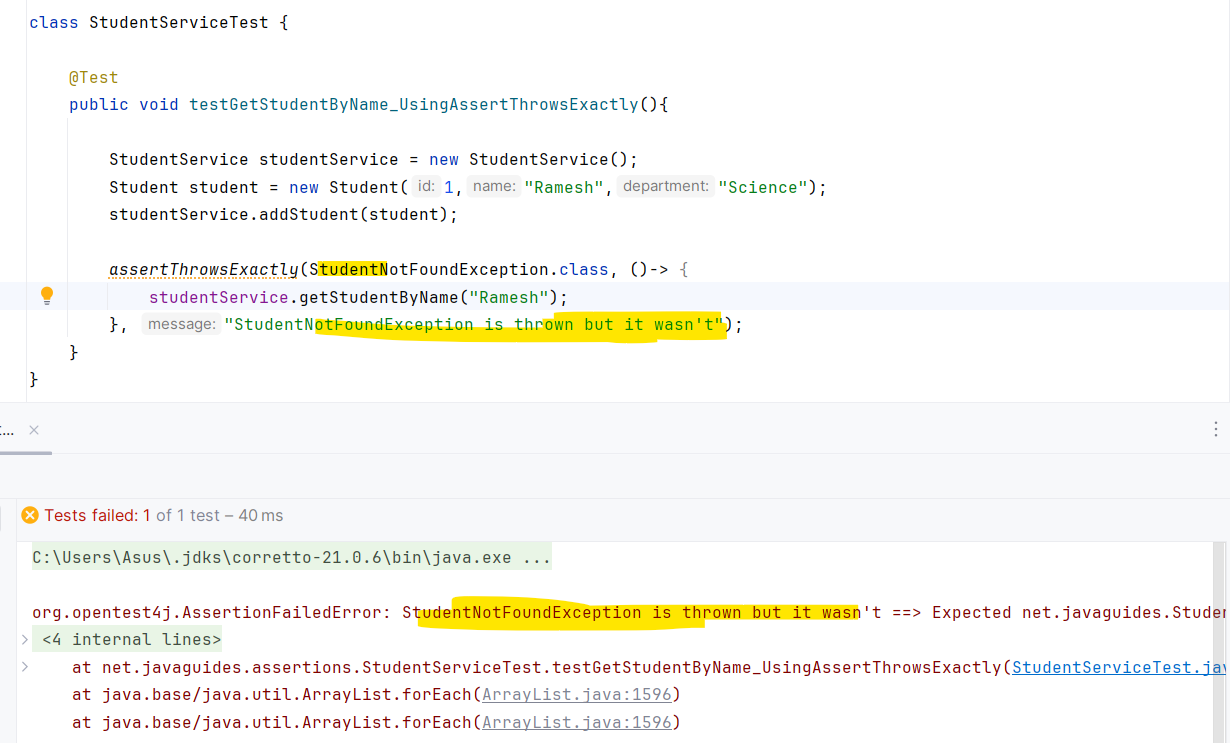 class StudentServiceTest {
@Test
public void testGetStudentByName_UsingAssertThrowsExactly(){
StudentService studentService = new StudentService();
Student student = new Student( id: 1, name: "Ramesh", department: "Science");
studentService.addStudent(student);
assertThrowsExactly(StudentNotFoundException.class, ()-> {
studentService.getStudentByName("Ramesh");
}, message: "StudentNotFoundException is thrown but it wasn't");
}
}
t...
Tests failed: 1 of 1 test – 40 ms
C:\Users\Asus\.jdks\corretto-21.0.6\bin\java.exe ...
org.opentest4j.AssertionFailedError: StudentNotFoundException is thrown but it wasn't ==> Expected net.javaguides.Studen
<4 internal lines>
at net.javaguides.assertions.StudentServiceTest.testGetStudentByName_UsingAssertThrowsExactly(StudentServiceTest.jav
at java.base/java.util.ArrayList.forEach(ArrayList.java:1596)
at java.base/java.util.ArrayList.forEach(ArrayList.java:1596)